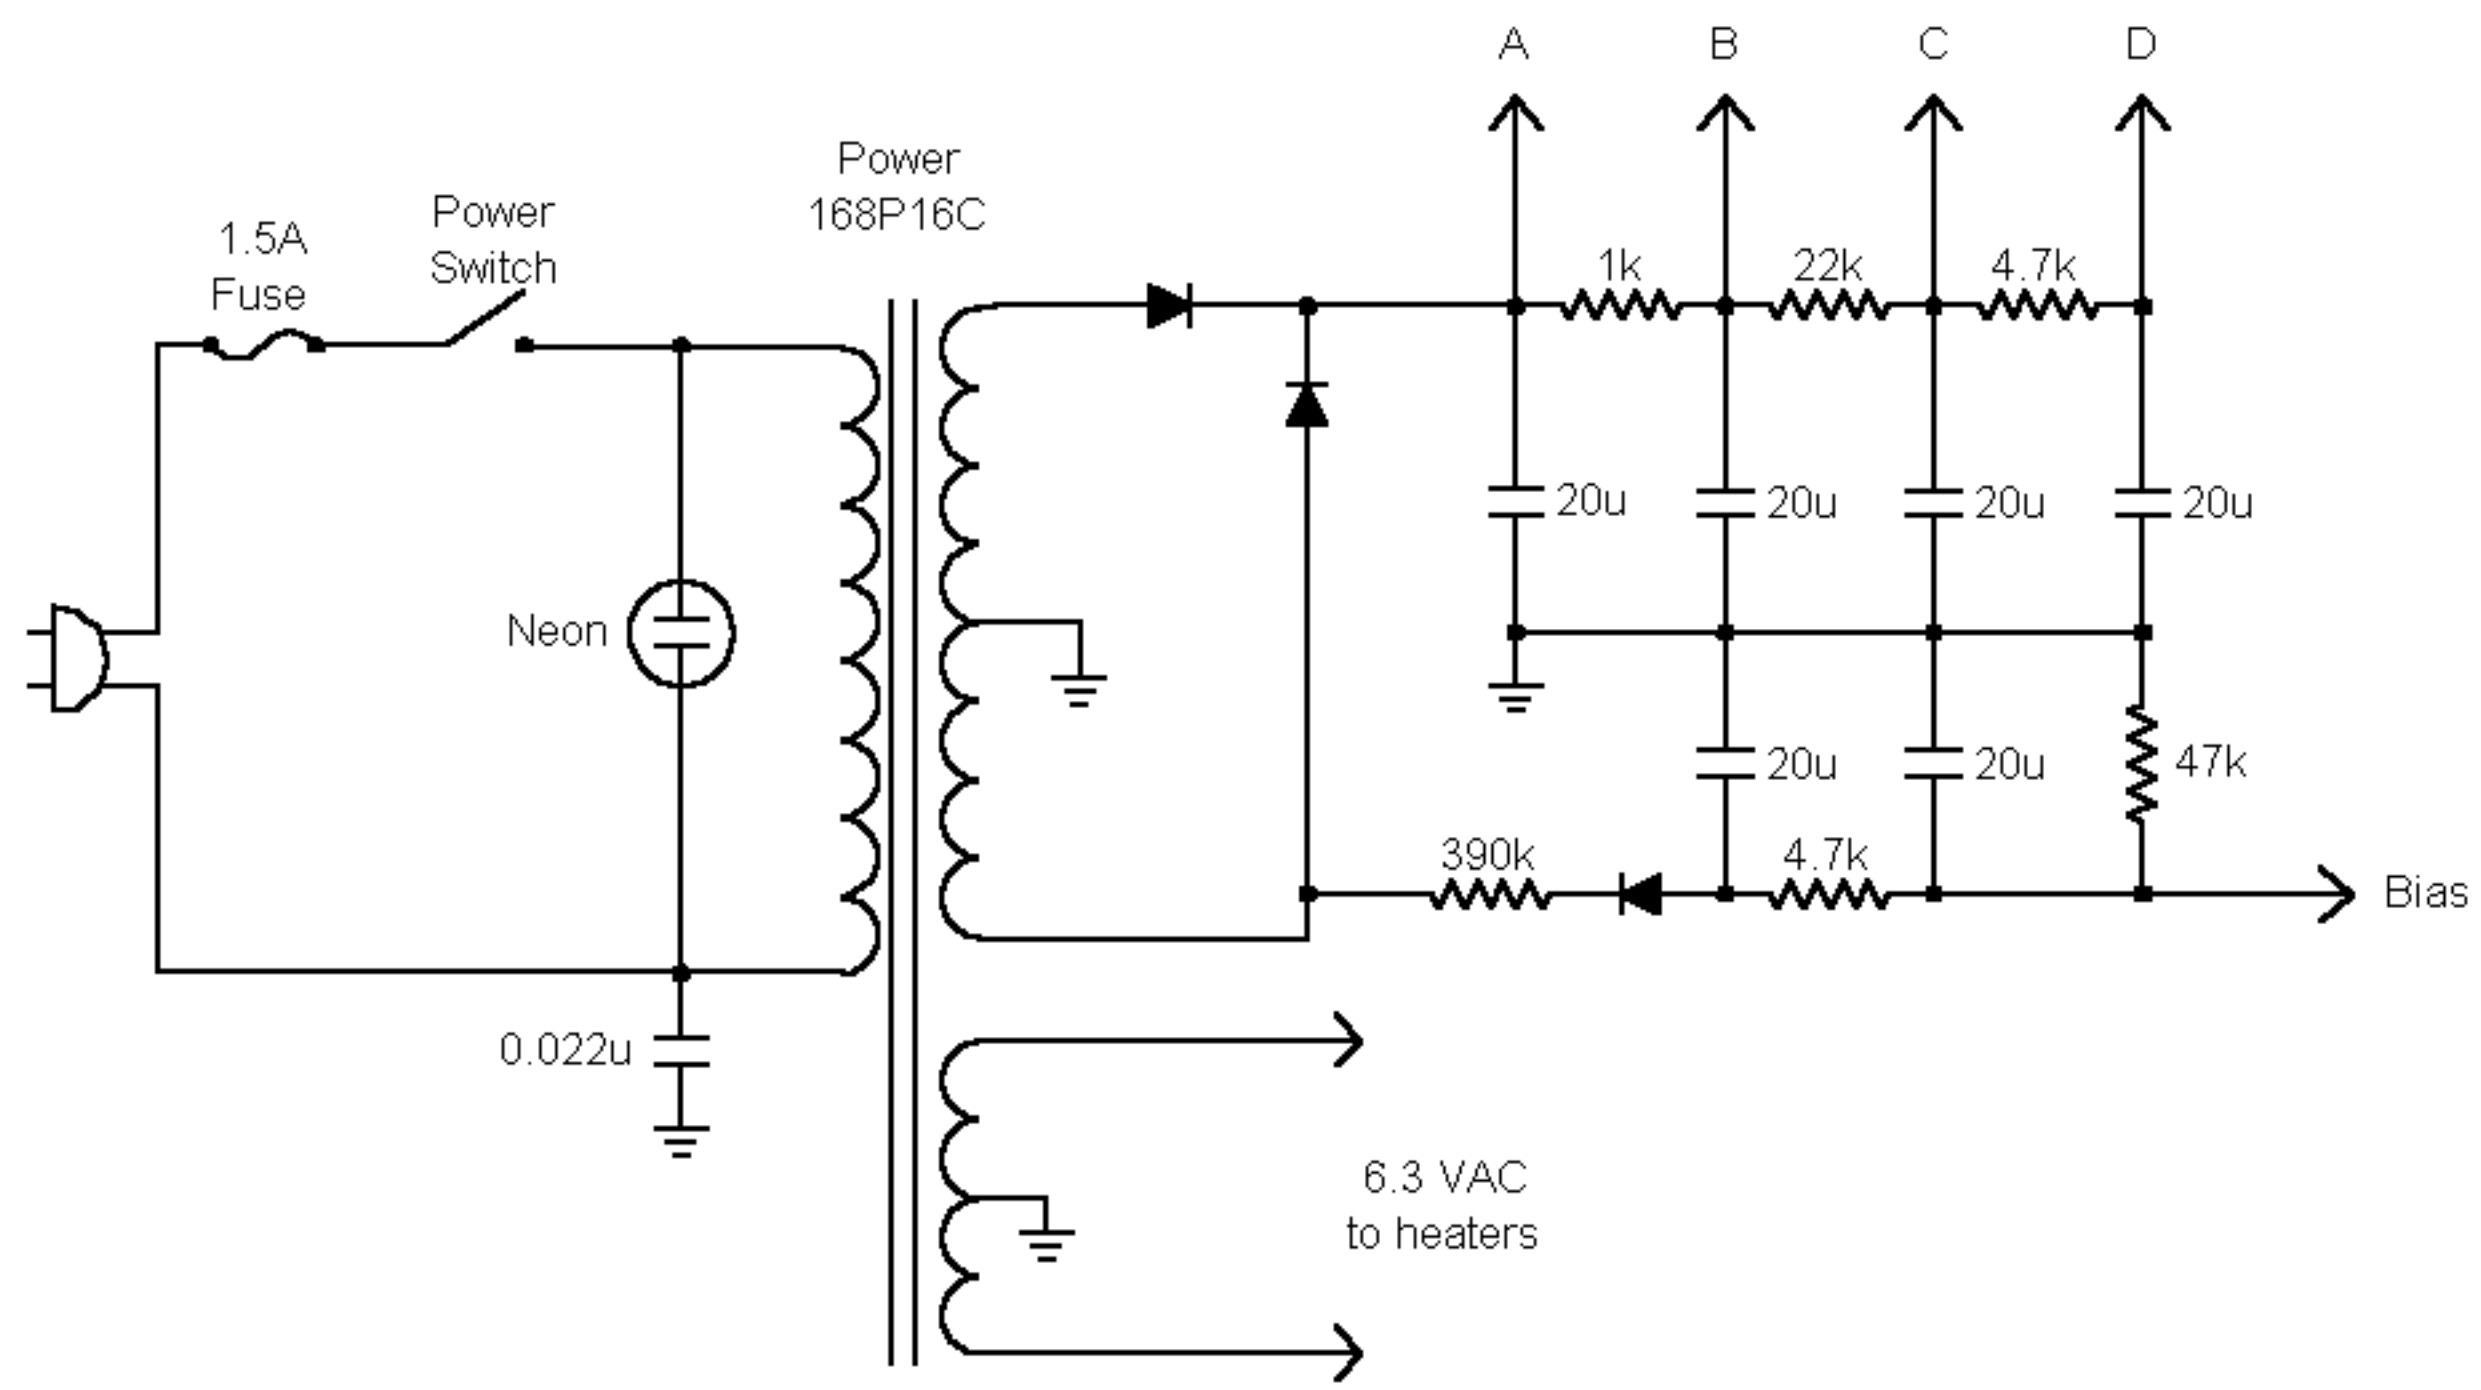 A
B
C
D
Power
168P16C
Power
Switch
1.5A
Fuse
1k
22k
4.7k
20u
20u
20u
20u
Neon
20u
20u
47k
390k
4.7k
Bias
0.022u
6.3 VAC
to heaters